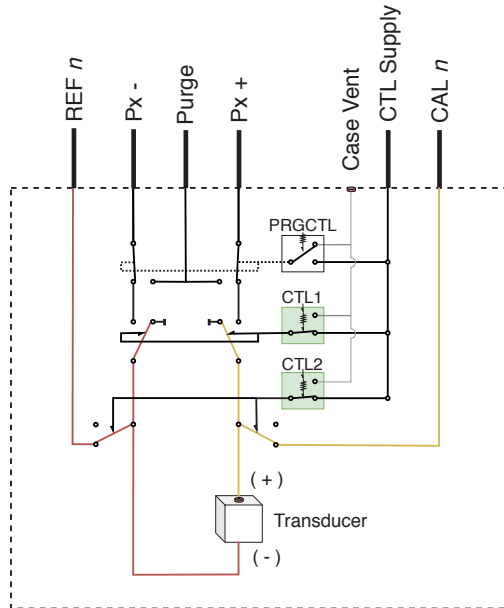 REF n
Px -
Purge
Px +
Case Vent
CTL Supply
CAL n
PRGCTL
CTL1
CTL2
( + )
Transducer
( - )